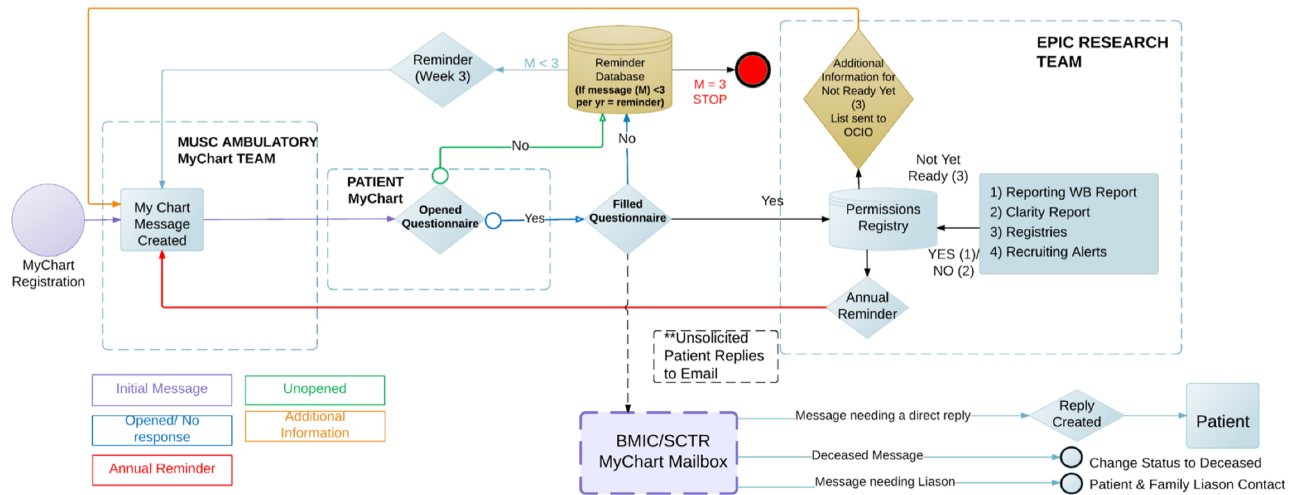 EPIC RESEARCH
TEAM
Reminder
(Week 3)
M < 3
Reminder
Database
(If message (M) <3
per yr = reminder)
M = 3
STOP
Additional
Information for
Not Ready Yet
(3)
List sent to
OCIO
MUSC AMBULATORY
MyChart TEAM
No
No
PATIENT
MyChart
My Chart
Message
Created
Opened
Questionnaire
Yes
Filled
Questionnaire
Yes
Not Yet
Ready (3)
Permissions
Registry
1) Reporting WB Report
2) Clarity Report
3) Registries
4) Recruiting Alerts
YES (1)/
NO (2)
MyChart
Registration
Annual
Reminder
**Unsolicited
Patient Replies
to Email
Initial Message
Unopened
Opened/ No
response
Additional
Information
Annual Reminder
BMIC/SCTR
MyChart Mailbox
Message needing a direct reply
Reply
Created
Patient
Deceased Message
Change Status to Deceased
Message needing Liason
Patient & Family Liason Contact